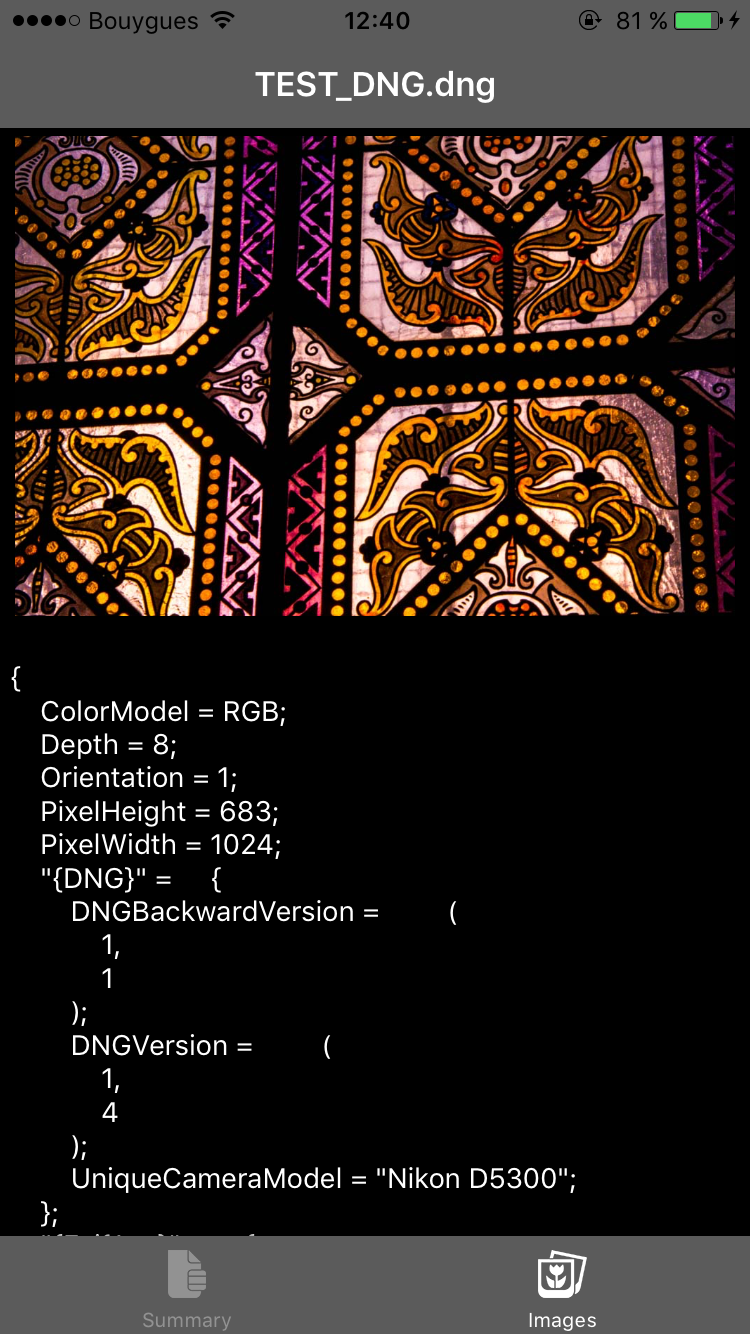 Bouygues 12:40 81 %
TEST_DNG.dng
{
ColorModel = RGB;
Depth = 8;
Orientation = 1;
PixelHeight = 683;
PixelWidth = 1024;
"{DNG}" = {
DNGBackwardVersion = (
1,
1
);
DNGVersion = (
1,
4
);
UniqueCameraModel = "Nikon D5300";
};
Summary Images